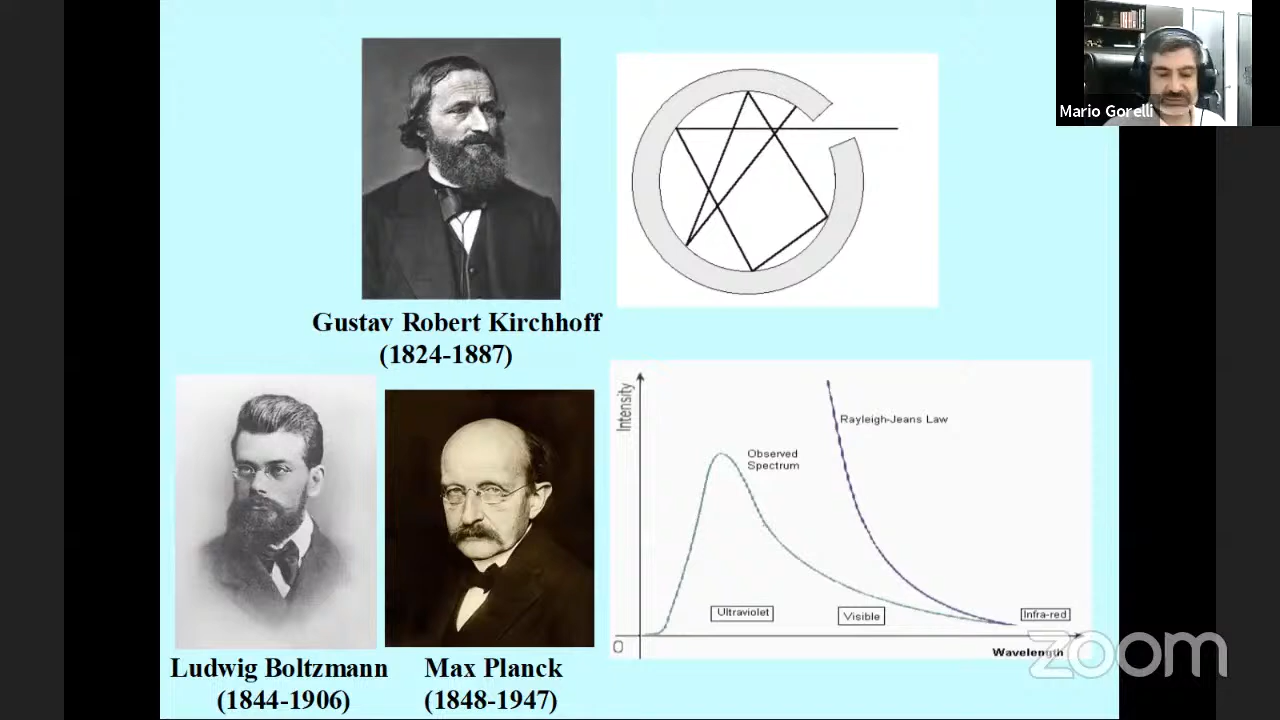 Mario Gorelli
Gustav Robert Kirchhoff
(1824-1887)
Intensity
Rayleigh-Jeans Law
Observed
Spectrum
Ultraviolet
Visible
Infra-red
O
Wavelength
zoom
Ludwig Boltzmann
(1844-1906)
Max Planck
(1848-1947)